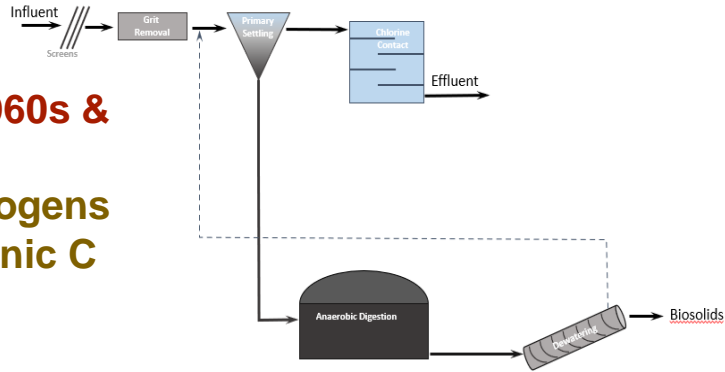 Influent
Screens
Grit
Removal
Primary
Settling
Chlorine
Contact
Effluent
60s &
ogens
nic C
Anaerobic Digestion
Dewatering
Biosolids